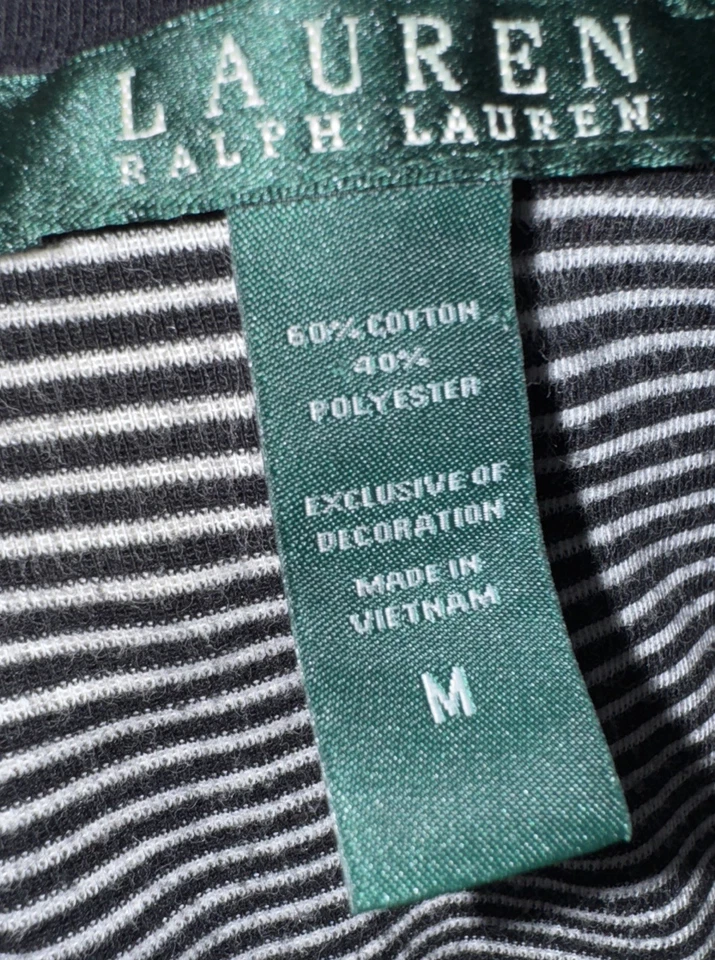 LAUREN
RALPH LAUREN
60% COTTON
40%
POLYESTER
EXCLUSIVE OF
DECORATION
MADE IN
VIETNAM
M